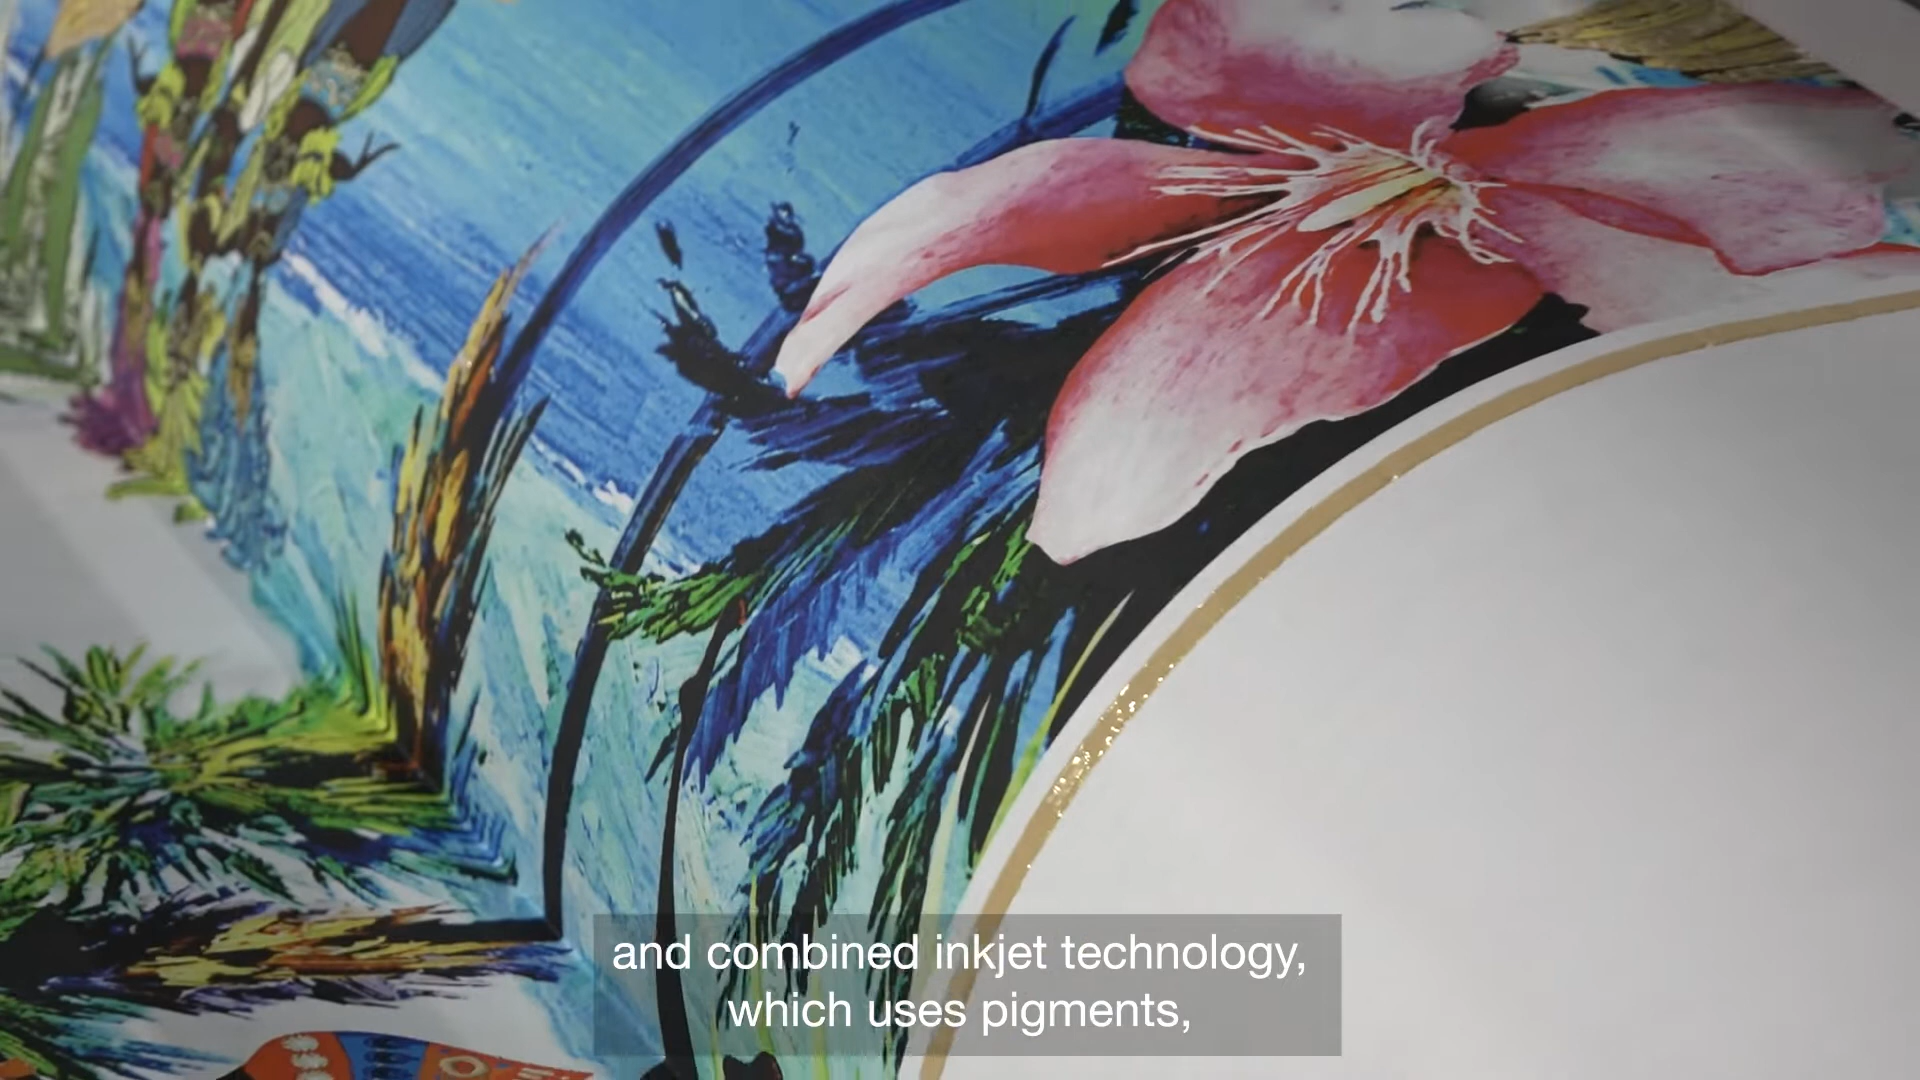 and combined inkjet technology,
which uses pigments,